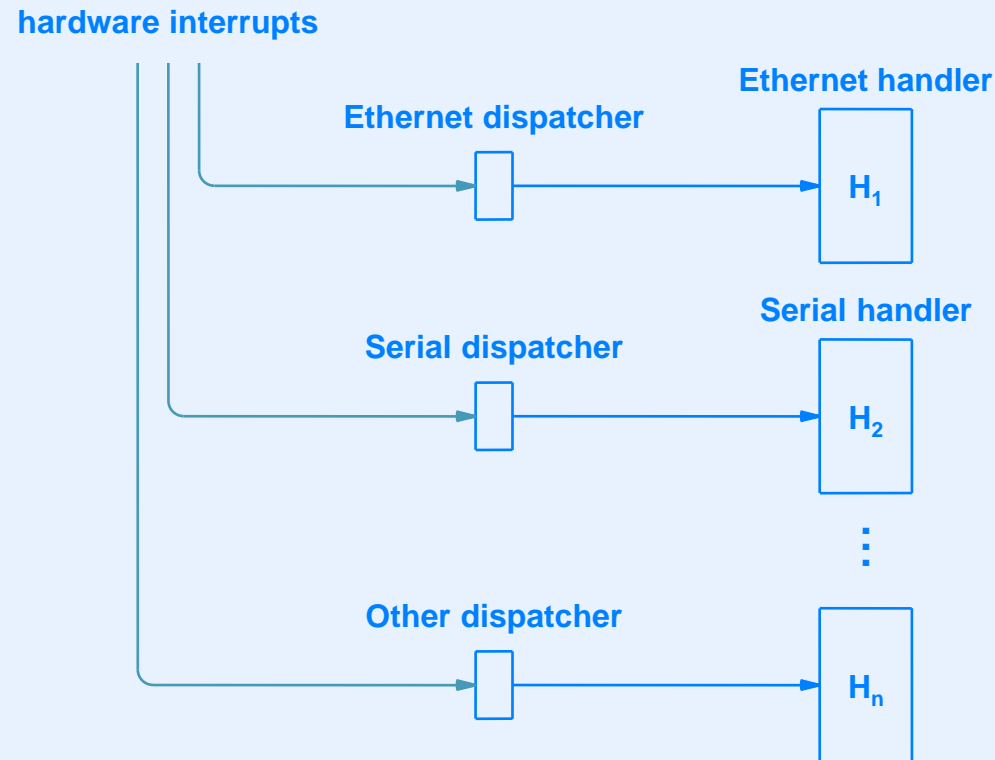 hardware interrupts
Ethernet handler
Ethernet dispatcher
H₁
Serial handler
Serial dispatcher
H₂
⋮
Other dispatcher
Hₙ